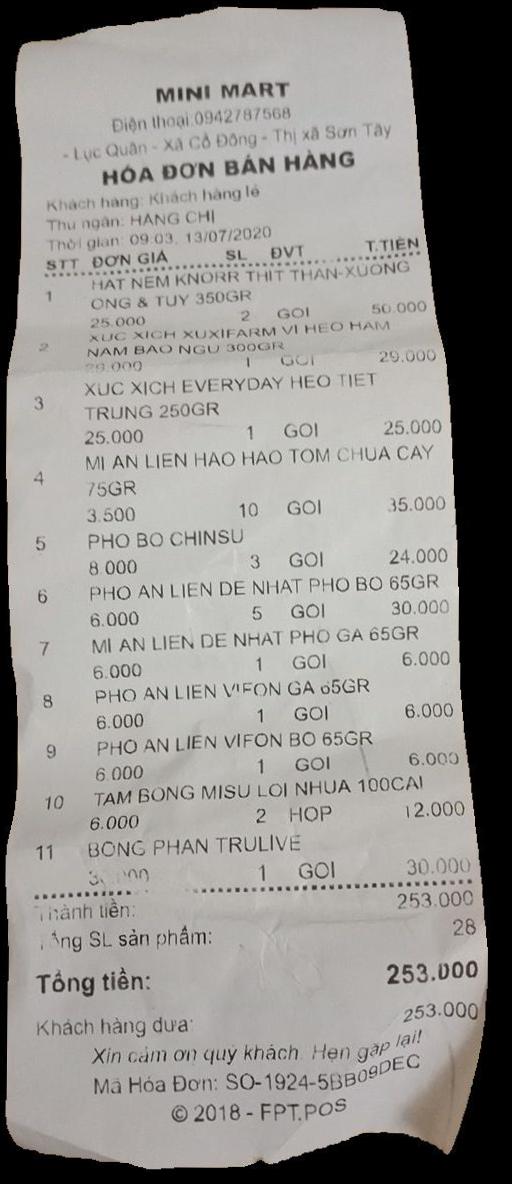 MINI MART
Điện thoại:0942787568
- Lục Quân - Xã Cổ Đông - Thị xã Sơn Tây
HÓA ĐƠN BÁN HÀNG
Khách hàng: Khách hàng lẻ
Thu ngân: HẰNG CHI
Thời gian: 09:03, 13/07/2020
STT ĐƠN GIÁ SL ĐVT T.TIỀN
1 HAT NEM KNORR THIT THAN-XUONG
ONG & TUY 350GR
25.000 2 GOI 50.000
2 XUC XICH XUXIFARM VI HEO HAM
NAM BAO NGU 300GR
29.000 1 GOI 29.000
3 XUC XICH EVERYDAY HEO TIET
TRUNG 250GR
25.000 1 GOI 25.000
4 MI AN LIEN HAO HAO TOM CHUA CAY
75GR
3.500 10 GOI 35.000
5 PHO BO CHINSU
8.000 3 GOI 24.000
6 PHO AN LIEN DE NHAT PHO BO 65GR
6.000 5 GOI 30.000
7 MI AN LIEN DE NHAT PHO GA 65GR
6.000 1 GOI 6.000
8 PHO AN LIEN VIFON GA 65GR
6.000 1 GOI 6.000
9 PHO AN LIEN VIFON BO 65GR
6.000 1 GOI 6.000
10 TAM BONG MISU LOI NHUA 100CAI
6.000 2 HOP 12.000
11 BONG PHAN TRULIVE
1 GOI 30.000
Thành tiền: 253.000
Tổng SL sản phẩm: 28
Tổng tiền: 253.000
Khách hàng đưa: 253.000
Xin cảm ơn quý khách. Hẹn gặp lại!
Mã Hóa Đơn: SO-1924-5BB09DEC
© 2018 - FPT.POS